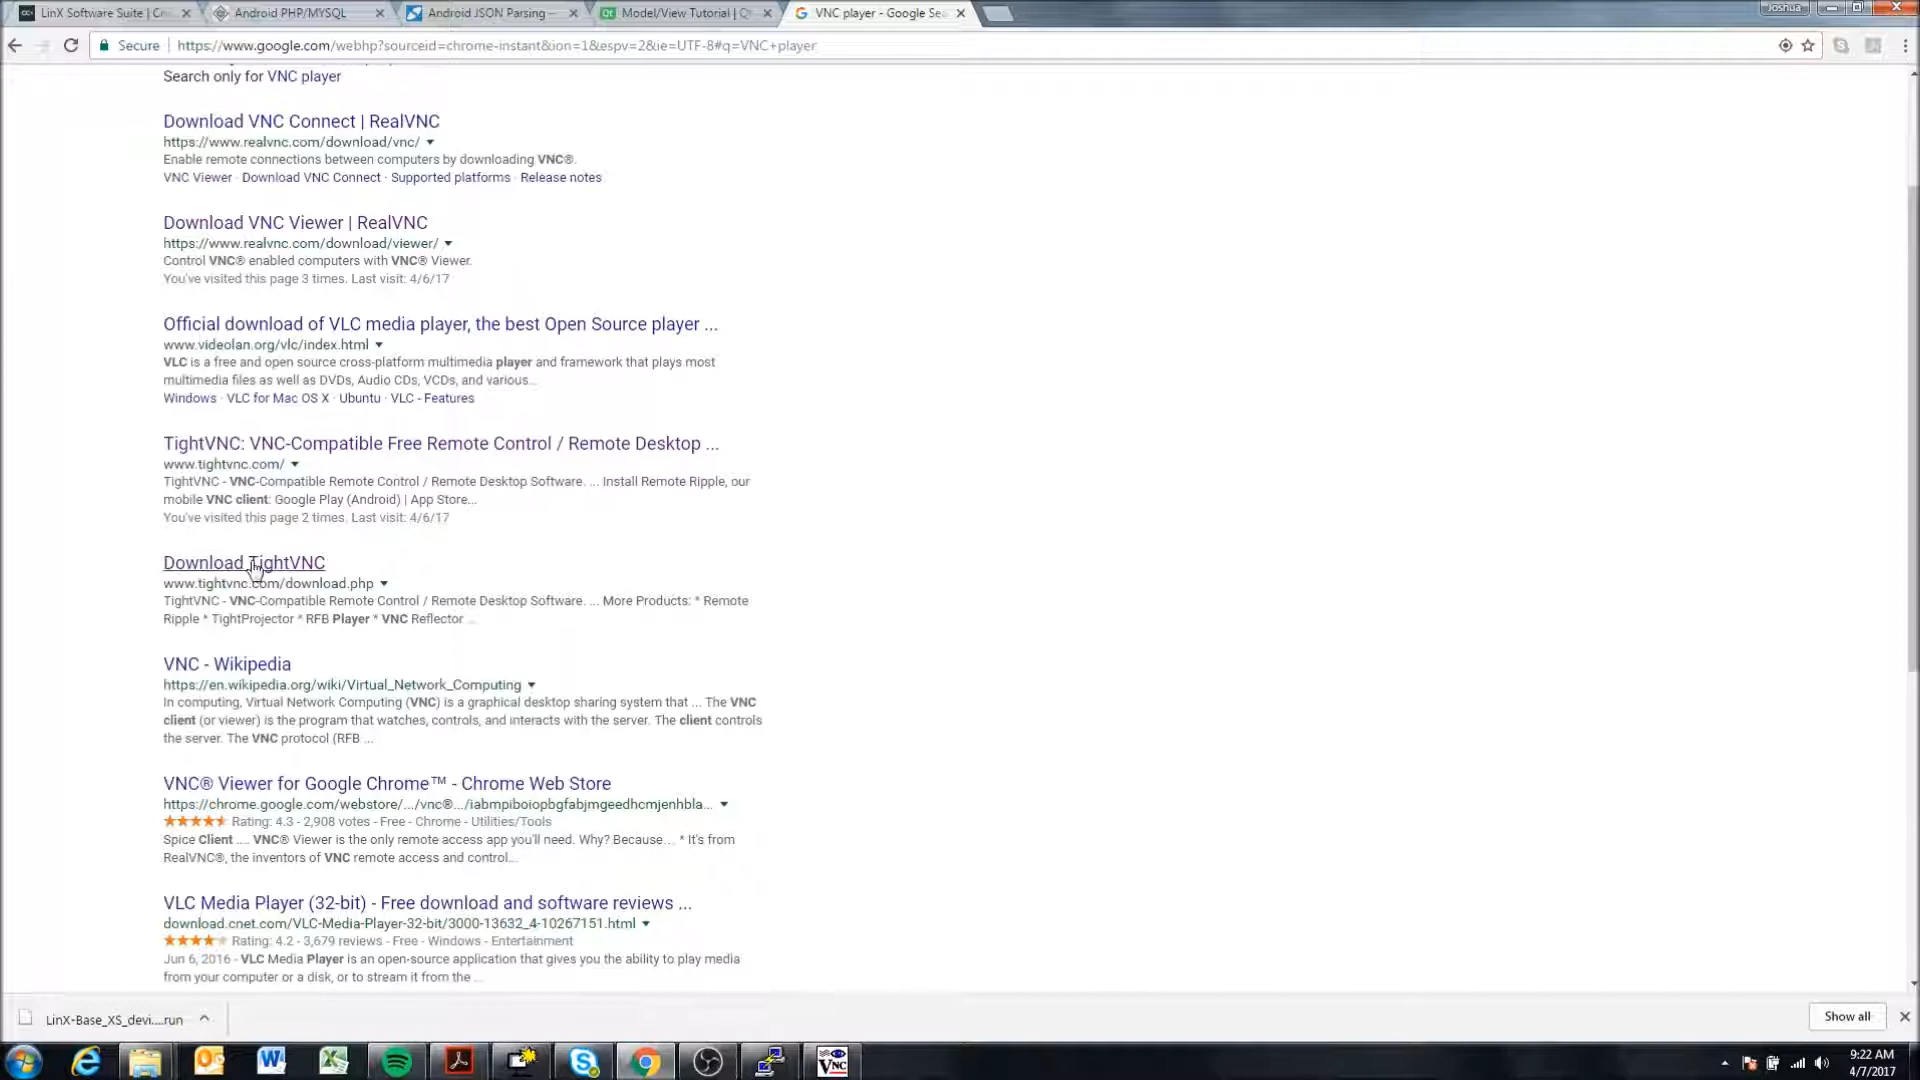 LinX Software Suite | C
Android PHP/MYSQL
Android JSON Parsing –
Model/View Tutorial | Q
VNC player - Google Se
Joshua
Secure
https://www.google.com/webhp?sourceid=chrome-instant&ion=1&espv=2&ie=UTF-8#q=VNC+player
Search only for VNC player
Download VNC Connect | RealVNC
https://www.realvnc.com/download/vnc/
Enable remote connections between computers by downloading VNC®.
VNC Viewer · Download VNC Connect · Supported platforms · Release notes
Download VNC Viewer | RealVNC
https://www.realvnc.com/download/viewer/
Control VNC® enabled computers with VNC® Viewer.
You've visited this page 3 times. Last visit: 4/6/17
Official download of VLC media player, the best Open Source player ...
www.videolan.org/vlc/index.html
VLC is a free and open source cross-platform multimedia player and framework that plays most
multimedia files as well as DVDs, Audio CDs, VCDs, and various...
Windows · VLC for Mac OS X · Ubuntu · VLC - Features
TightVNC: VNC-Compatible Free Remote Control / Remote Desktop ...
www.tightvnc.com/
TightVNC - VNC-Compatible Remote Control / Remote Desktop Software. ... Install Remote Ripple, our
mobile VNC client: Google Play (Android) | App Store...
You've visited this page 2 times. Last visit: 4/6/17
Download TightVNC
www.tightvnc.com/download.php
TightVNC - VNC-Compatible Remote Control / Remote Desktop Software. ... More Products: * Remote
Ripple * TightProjector * RFB Player * VNC Reflector ...
VNC - Wikipedia
https://en.wikipedia.org/wiki/Virtual_Network_Computing
In computing, Virtual Network Computing (VNC) is a graphical desktop sharing system that ... The VNC
client (or viewer) is the program that watches, controls, and interacts with the server. The client controls
the server. The VNC protocol (RFB ...
VNC® Viewer for Google Chrome™ - Chrome Web Store
https://chrome.google.com/webstore/.../vnc®.../iabmpiboiopbgfabjmgeedhcmjenhbla...
Rating: 4.3 - 2,908 votes - Free - Chrome - Utilities/Tools
Spice Client .... VNC® Viewer is the only remote access app you'll need. Why? Because... * It's from
RealVNC®, the inventors of VNC remote access and control...
VLC Media Player (32-bit) - Free download and software reviews ...
download.cnet.com/VLC-Media-Player-32-bit/3000-13632_4-10267151.html
Rating: 4.2 - 3,679 reviews - Free - Windows - Entertainment
Jun 6, 2016 - VLC Media Player is an open-source application that gives you the ability to play media
from your computer or a disk, or to stream it from the ...
LinX-Base_XS_devi....run
Show all
9:22 AM
4/7/2017